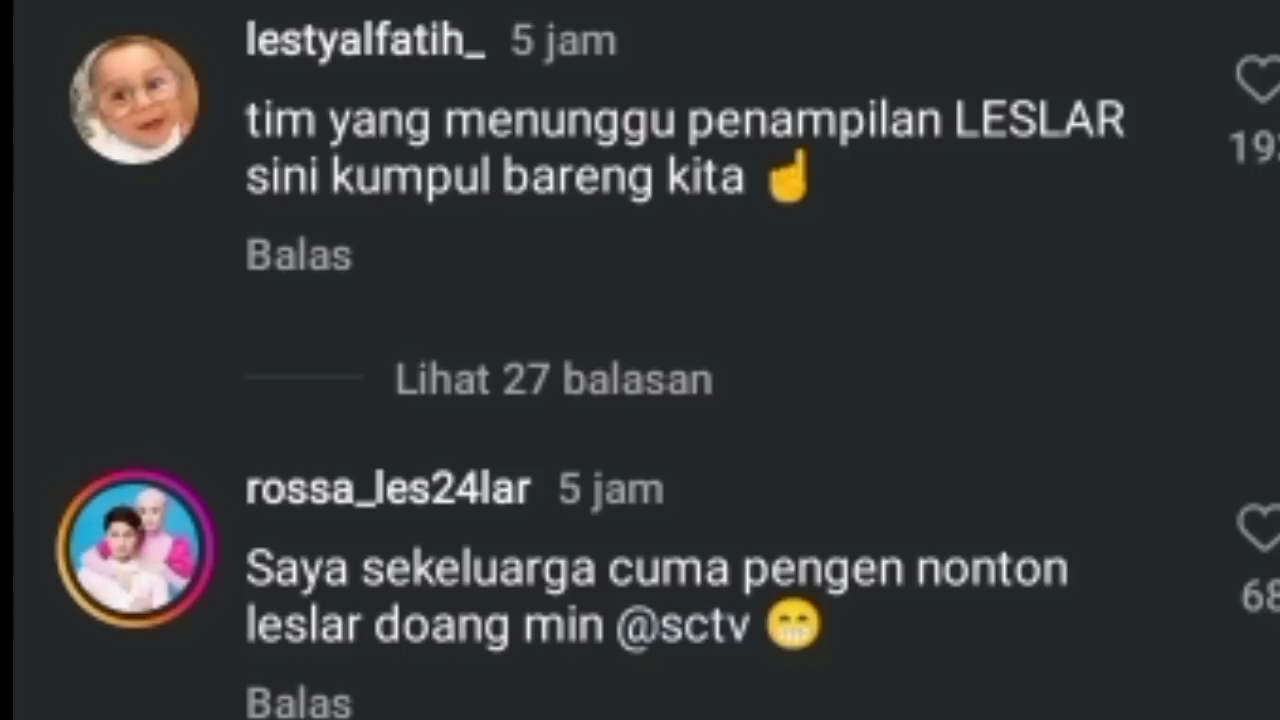 lestyalfatih_ 5 jam
tim yang menunggu penampilan LESLAR
sini kumpul bareng kita ☝
Balas
Lihat 27 balasan
rossa_les24lar 5 jam
Saya sekeluarga cuma pengen nonton
leslar doang min @sctv 😁
Balas